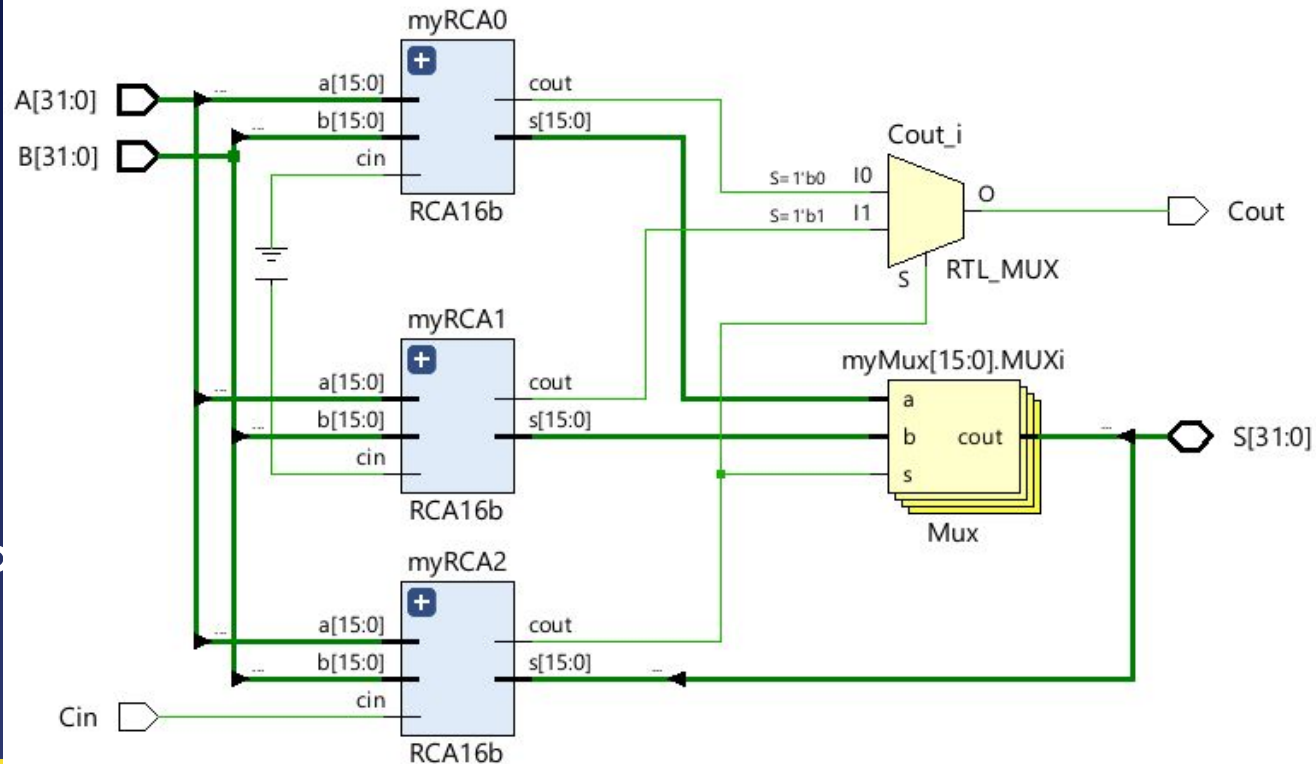 myRCA0
A[31:0]
a[15:0]
cout
B[31:0]
b[15:0]
s[15:0]
cin
RCA16b
Cout_i
S=1'b0 I0
S=1'b1 I1
O
Cout
S
RTL_MUX
myRCA1
a[15:0]
cout
b[15:0]
s[15:0]
cin
RCA16b
myMux[15:0].MUXi
a
b
cout
s
Mux
S[31:0]
myRCA2
a[15:0]
cout
b[15:0]
s[15:0]
Cin
cin
RCA16b